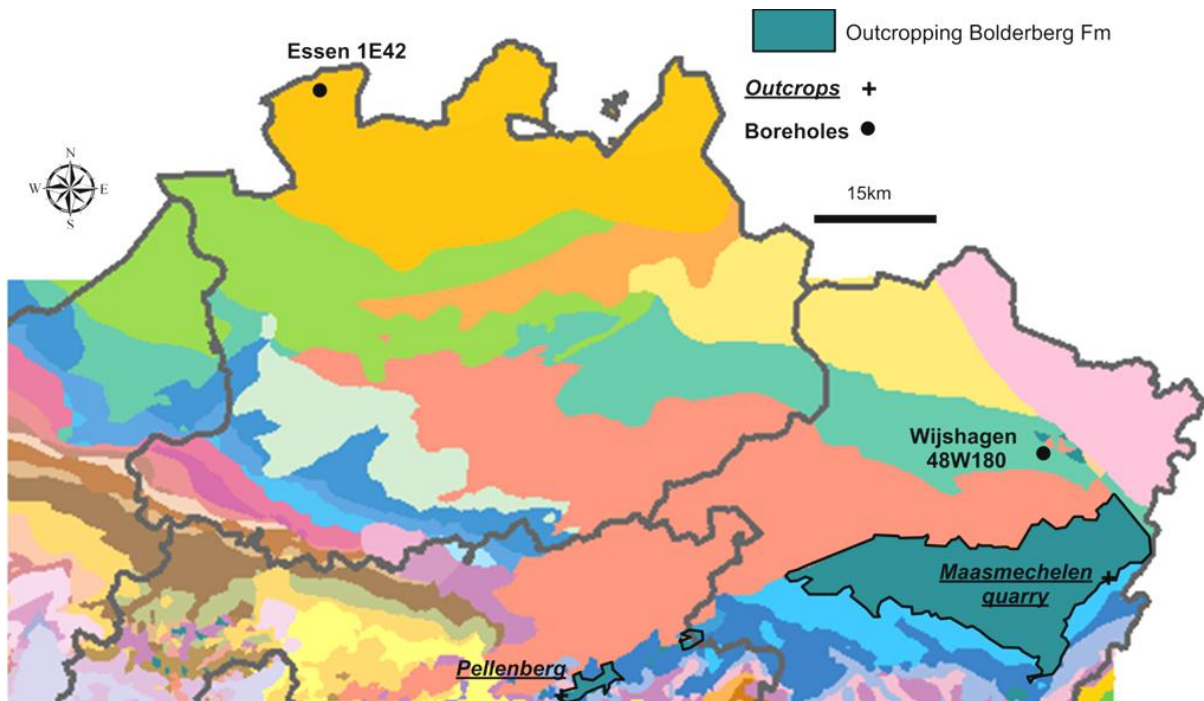 Essen 1E42
Outcropping Bolderberg Fm
Outcrops
Boreholes
N
W E
S
15km
Wijshagen
48W180
Maasmechelen
quarry
Pellenberg